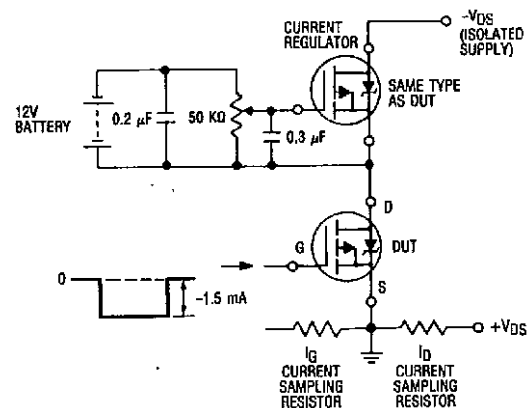 CURRENT
REGULATOR
-VDS
(ISOLATED
SUPPLY)
SAME TYPE
AS DUT
12V
BATTERY
0.2 µF
50 KΩ
0.3 µF
D
G
DUT
0
-1.5 mA
S
+VDS
IG
CURRENT
SAMPLING
RESISTOR
ID
CURRENT
SAMPLING
RESISTOR